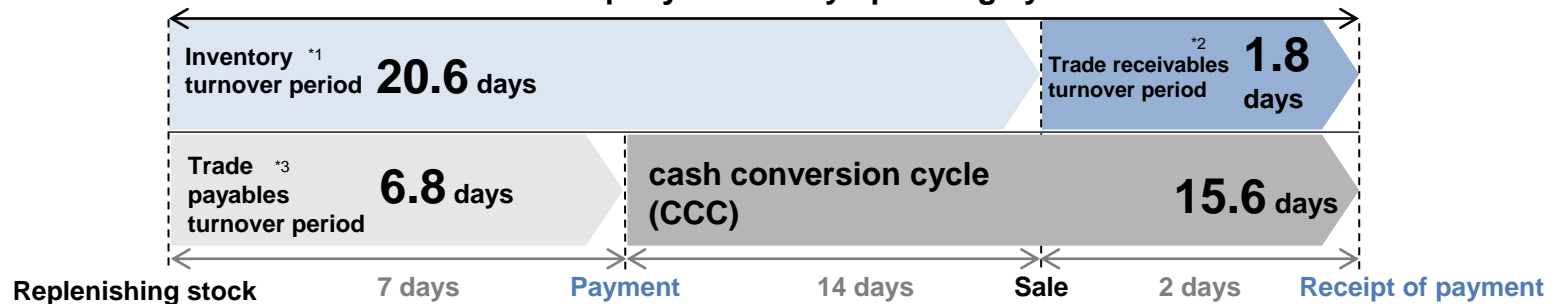 Inventory *1
turnover period 20.6 days
*2
Trade receivables 1.8
turnover period days
Trade *3
payables 6.8 days
turnover period
cash conversion cycle
(CCC) 15.6 days
Replenishing stock 7 days Payment 14 days Sale 2 days Receipt of payment